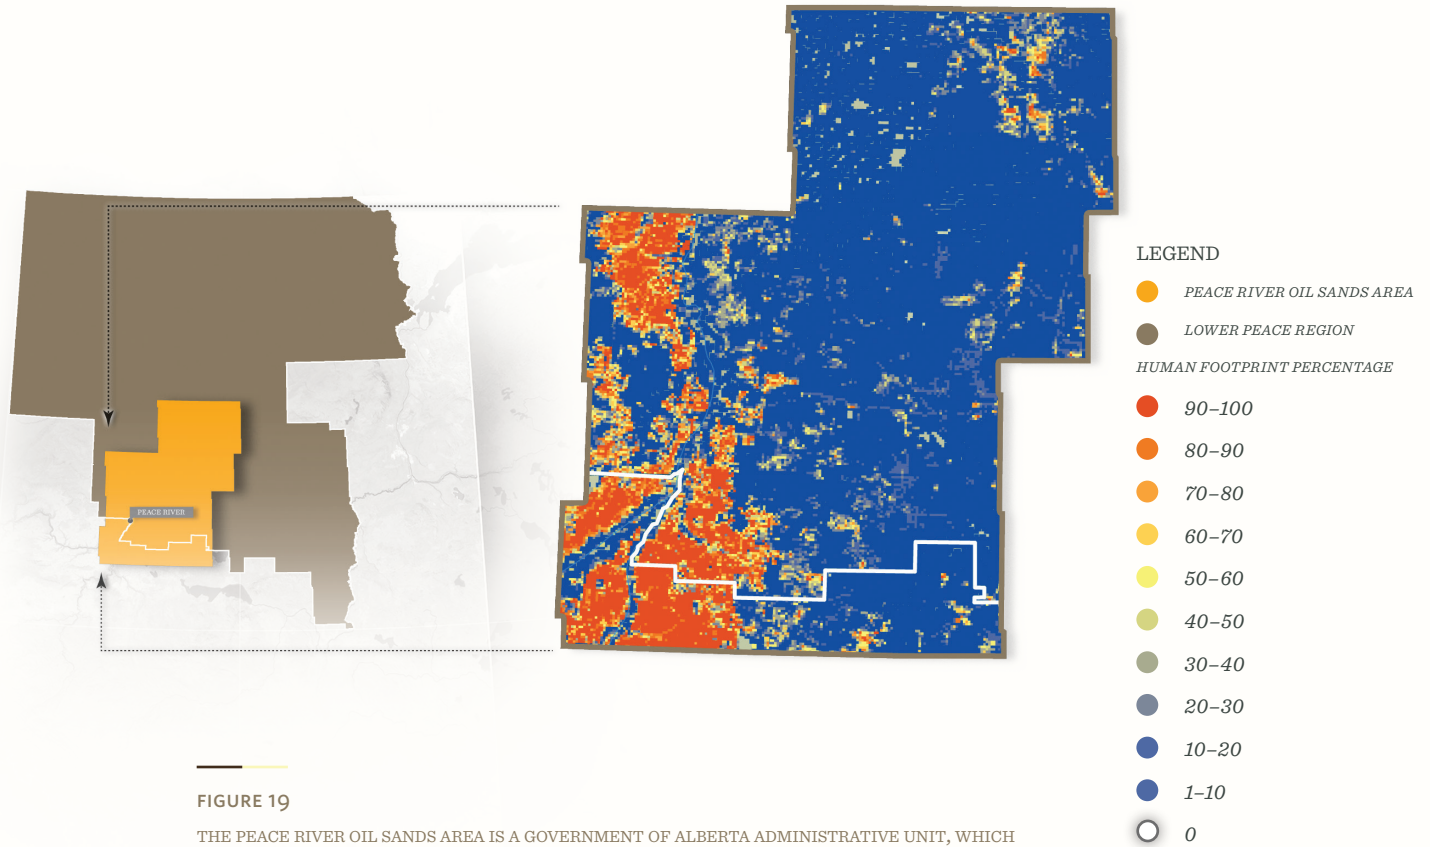 PEACE RIVER
LEGEND
PEACE RIVER OIL SANDS AREA
LOWER PEACE REGION
HUMAN FOOTPRINT PERCENTAGE
90–100
80–90
70–80
60–70
50–60
40–50
30–40
20–30
10–20
1–10
0
FIGURE 19
THE PEACE RIVER OIL SANDS AREA IS A GOVERNMENT OF ALBERTA ADMINISTRATIVE UNIT, WHICH